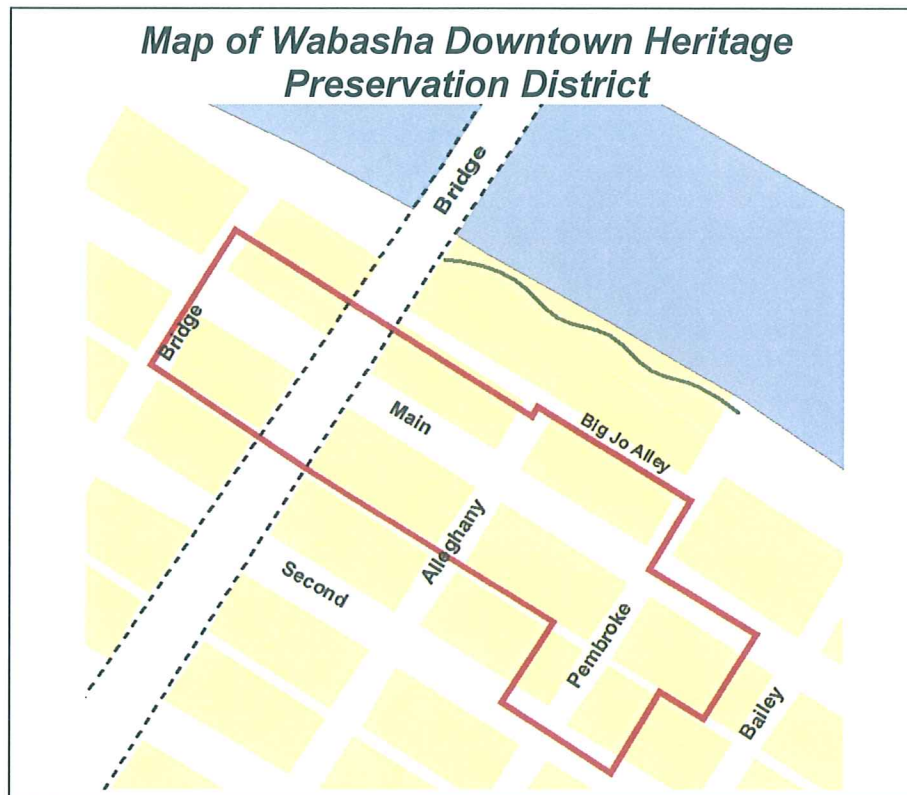 Map of Wabasha Downtown Heritage
Preservation District
Bridge
Bridge
Main
Big Jo Alley
Alleghany
Second
Pembroke
Bailey